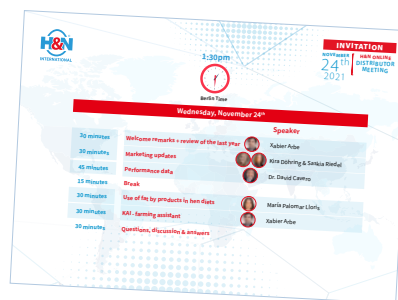 H&N
INTERNATIONAL
1:30pm
Berlin Time
INVITATION
NOVEMBER
24th
2021
H&N ONLINE
DISTRIBUTOR
MEETING
Wednesday, November 24th
Speaker
20 minutes Welcome remarks + review of the last year Xabier Arbe
30 minutes Marketing updates Kira Döhring & Saskia Riedel
45 minutes Performance data Dr. David Cavero
15 minutes Break
30 minutes Use of fat by products in hen diets María Palomar Lloris
30 minutes KAI - farming assistant Xabier Arbe
30 minutes Questions, discussion & answers